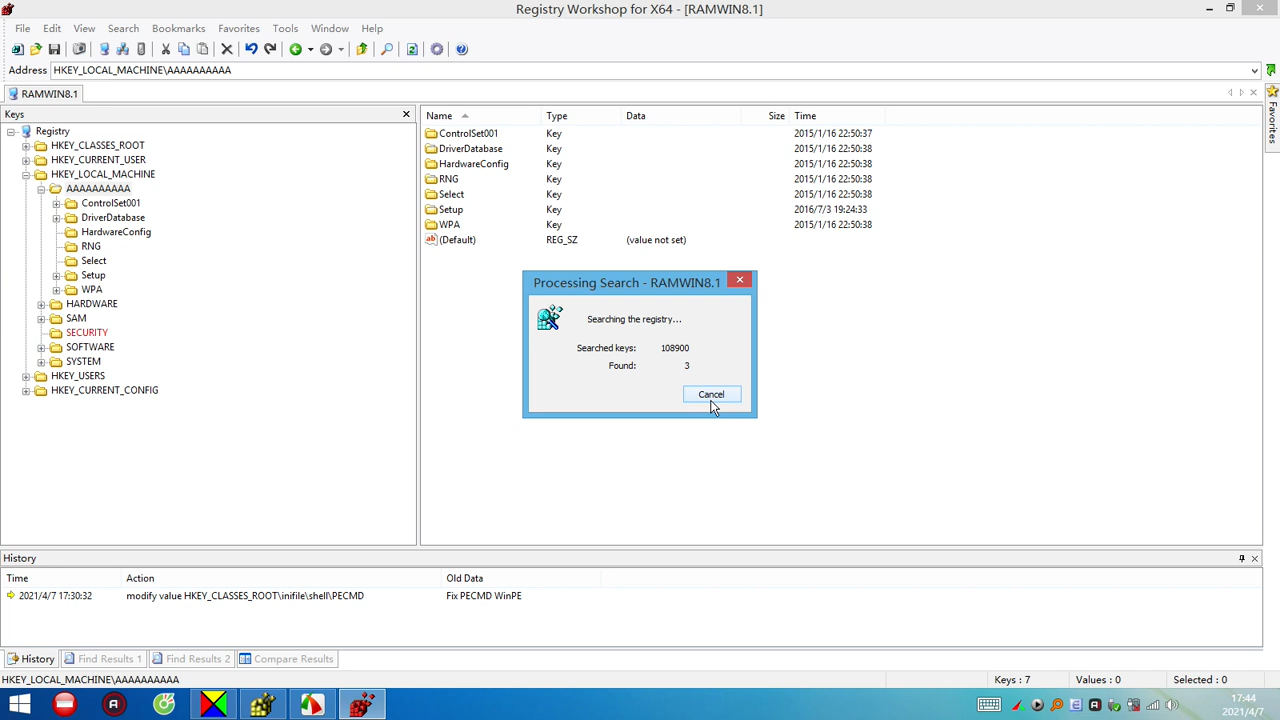 Registry Workshop for X64 - [RAMWIN8.1]
File Edit View Search Bookmarks Favorites Tools Window Help
Address HKEY_LOCAL_MACHINE\AAAAAAAAAA
RAMWIN8.1
Keys
Name Type Data Size Time
Registry
HKEY_CLASSES_ROOT
HKEY_CURRENT_USER
HKEY_LOCAL_MACHINE
AAAAAAAAAA
ControlSet001
DriverDatabase
HardwareConfig
RNG
Select
Setup
WPA
HARDWARE
SAM
SECURITY
SOFTWARE
SYSTEM
HKEY_USERS
HKEY_CURRENT_CONFIG
ControlSet001 Key 2015/1/16 22:50:37
DriverDatabase Key 2015/1/16 22:50:38
HardwareConfig Key 2015/1/16 22:50:38
RNG Key 2015/1/16 22:50:38
Select Key 2015/1/16 22:50:38
Setup Key 2016/7/3 19:24:33
WPA Key 2015/1/16 22:50:38
(Default) REG_SZ (value not set)
Favorites
Processing Search - RAMWIN8.1
Searching the registry...
Searched keys: 108900
Found: 3
Cancel
History
Time Action Old Data
2021/4/7 17:30:32 modify value HKEY_CLASSES_ROOT\inifile\shell\PECMD Fix PECMD WinPE
History Find Results 1 Find Results 2 Compare Results
HKEY_LOCAL_MACHINE\AAAAAAAAAA Keys : 7 Values : 0 Selected : 0
17:44
2021/4/7